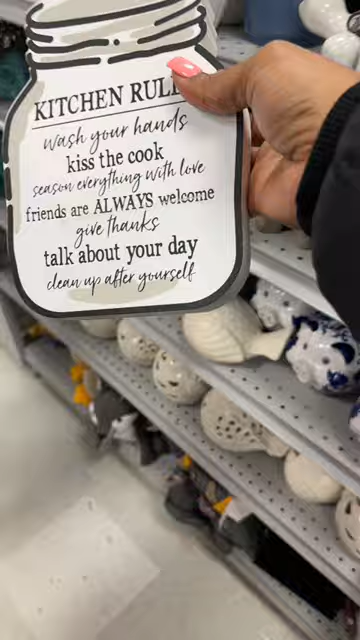 KITCHEN RUL
wash your hands
kiss the cook
season everything with love
friends are ALWAYS welcome
give thanks
talk about your day
clean up after yourself